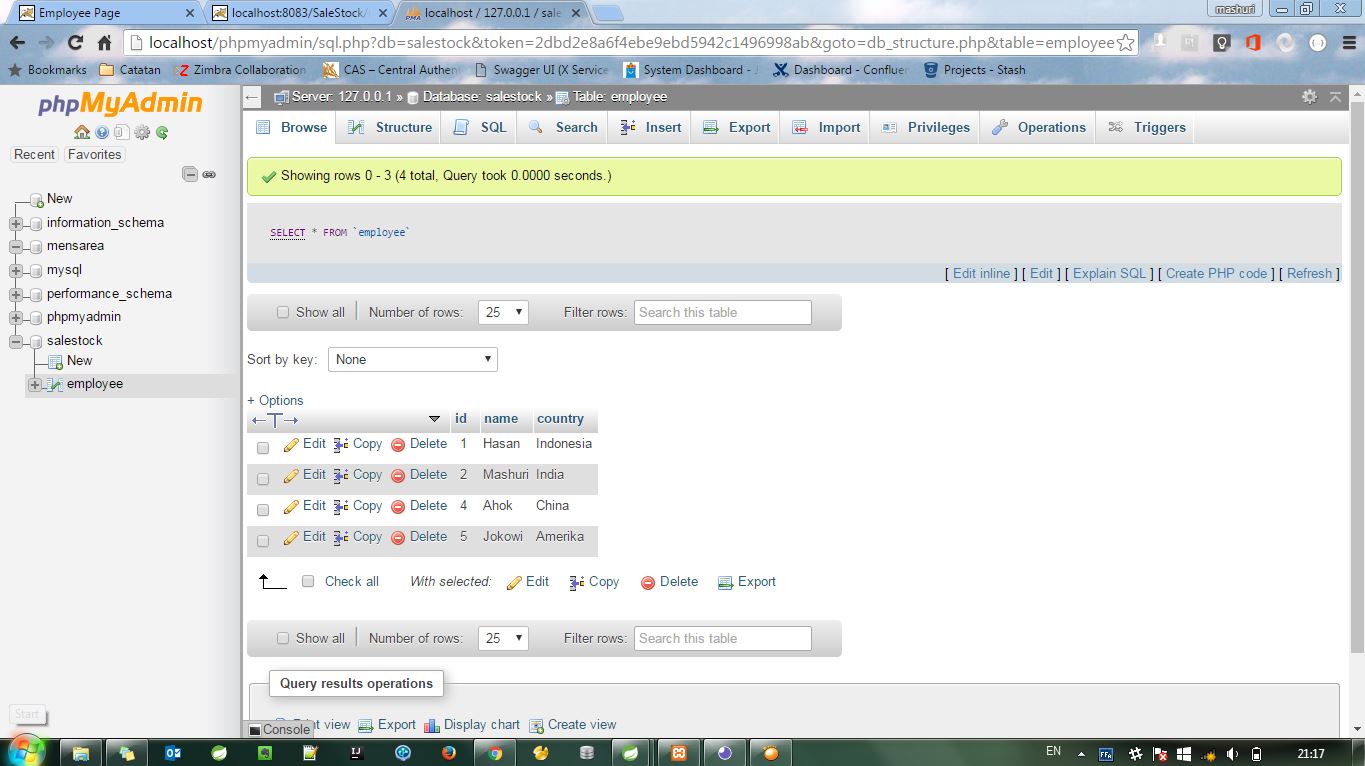 Employee Page
localhost:8083/SaleStock/
localhost / 127.0.0.1 / sale
mashuri
localhost/phpmyadmin/sql.php?db=salestock&token=2dbd2e8a6f4ebe9ebd5942c1496998ab&goto=db_structure.php&table=employee
Bookmarks Catatan Zimbra Collaboration CAS – Central Authen Swagger UI (X Service System Dashboard - J Dashboard - Confluen Projects - Stash
phpMyAdmin
Recent Favorites
New
information_schema
mensarea
mysql
performance_schema
phpmyadmin
salestock
New
employee
Start
Server: 127.0.0.1 » Database: salestock » Table: employee
Browse Structure SQL Search Insert Export Import Privileges Operations Triggers
Showing rows 0 - 3 (4 total, Query took 0.0000 seconds.)
SELECT * FROM `employee`
[ Edit inline ] [ Edit ] [ Explain SQL ] [ Create PHP code ] [ Refresh ]
Show all Number of rows: 25 Filter rows: Search this table
Sort by key: None
+ Options
id name country
Edit Copy Delete 1 Hasan Indonesia
Edit Copy Delete 2 Mashuri India
Edit Copy Delete 4 Ahok China
Edit Copy Delete 5 Jokowi Amerika
Check all With selected: Edit Copy Delete Export
Show all Number of rows: 25 Filter rows: Search this table
Query results operations
Print view Export Display chart Create view
Console
EN 21:17